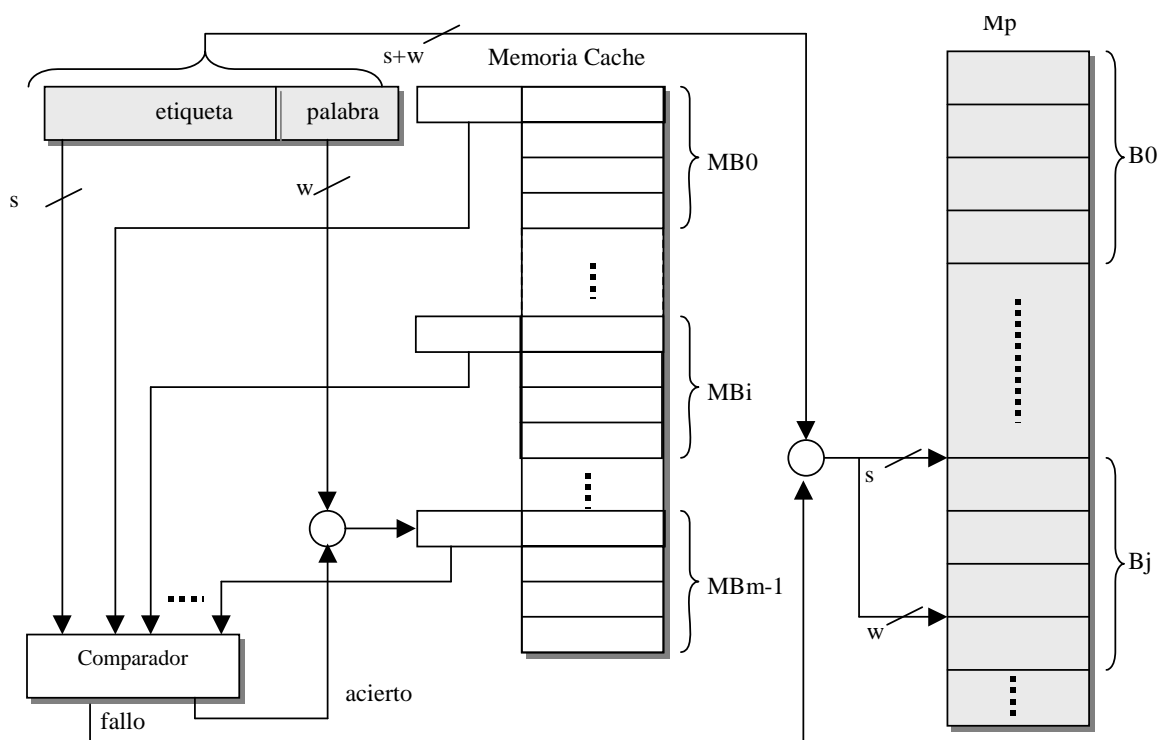 Mp
s+w
Memoria Cache
etiqueta
palabra
MB0
B0
s
w
MBi
s
MBm-1
Bj
w
Comparador
acierto
fallo